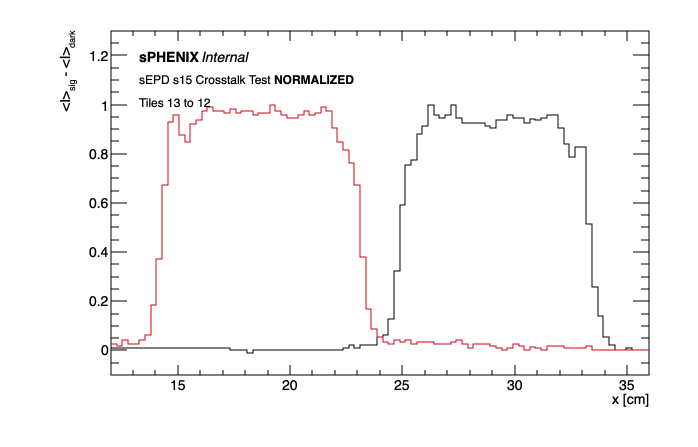 <I>sig - <I>dark
sPHENIX Internal
sEPD s15 Crosstalk Test NORMALIZED
Tiles 13 to 12
1.2
1
0.8
0.6
0.4
0.2
0
15 20 25 30 35
x [cm]